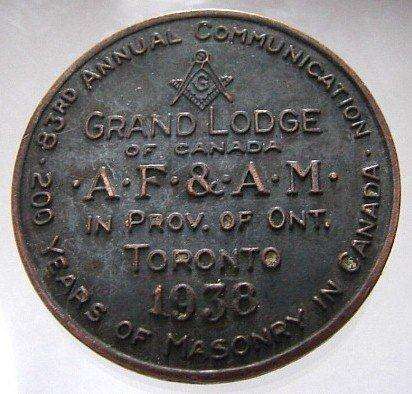 83RD ANNUAL COMMUNICATION
G
GRAND LODGE
OF CANADA
·A·F·&·A·M·
IN PROV. OF ONT.
TORONTO
1938
· 200 YEARS OF MASONRY IN CANADA ·